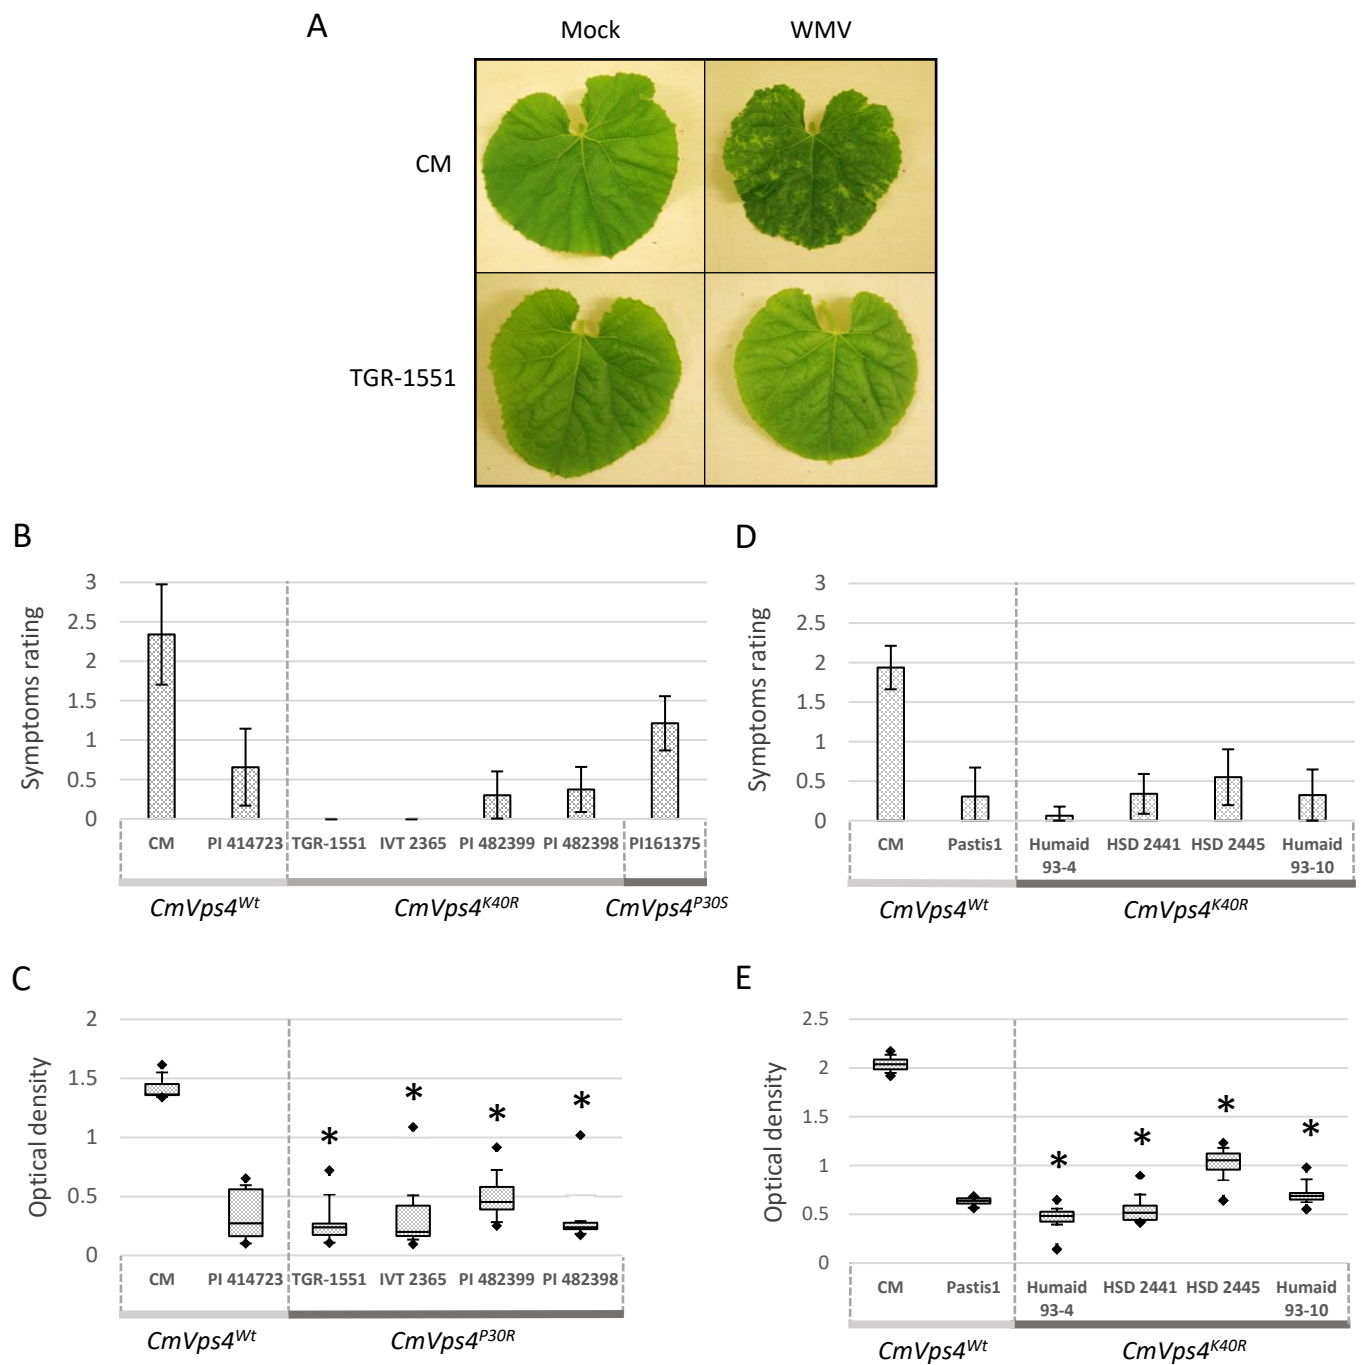 A
Mock WMV
CM
TGR-1551
B
Symptoms rating
3
2.5
2
1.5
1
0.5
0
CM PI 414723 TGR-1551 IVT 2365 PI 482399 PI 482398 PI161375
CmVps4Wt CmVps4K40R CmVps4P30S
D
Symptoms rating
3
2.5
2
1.5
1
0.5
0
CM Pastis1 Humaid 93-4 HSD 2441 HSD 2445 Humaid 93-10
CmVps4Wt CmVps4K40R
C
Optical density
2
1.5
1
0.5
0
* * * *
CM PI 414723 TGR-1551 IVT 2365 PI 482399 PI 482398
CmVps4Wt CmVps4P30R
E
Optical density
2.5
2
1.5
1
0.5
0
* * * *
CM Pastis1 Humaid 93-4 HSD 2441 HSD 2445 Humaid 93-10
CmVps4Wt CmVps4K40R